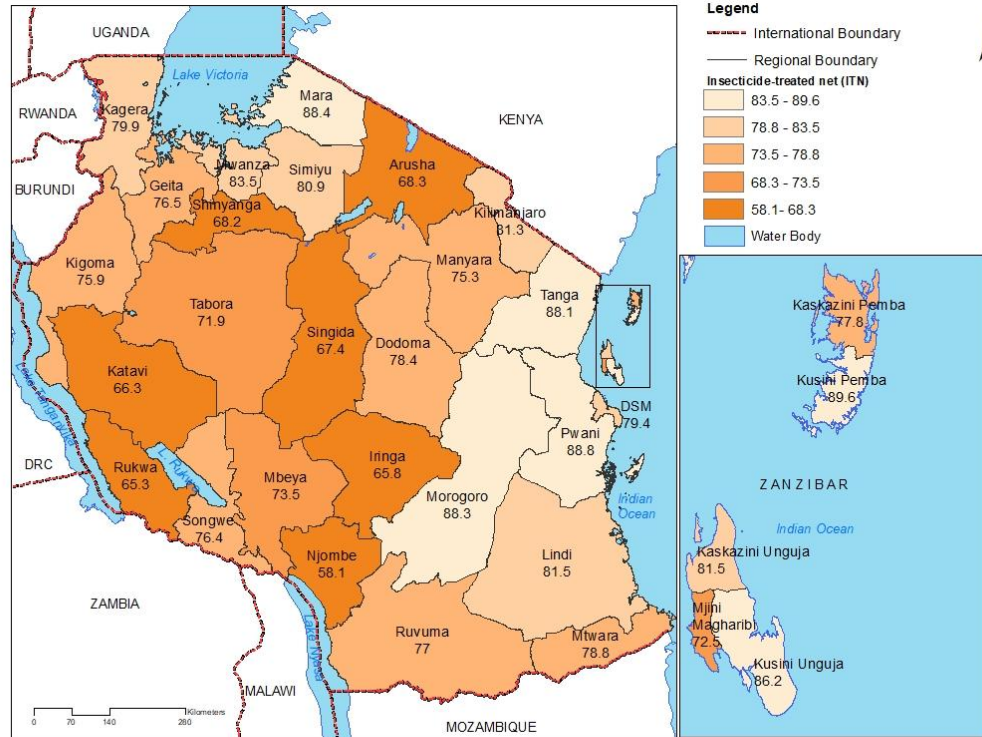 UGANDA
Lake Victoria
Mara
88.4
Kagera
79.9
RWANDA
KENYA
Mwanza
83.5
Simiyu
80.9
Arusha
68.3
Geita
76.5
Shinyanga
68.2
BURUNDI
Kilimanjaro
81.3
Kigoma
75.9
Manyara
75.3
Tanga
88.1
Tabora
71.9
Singida
67.4
Dodoma
78.4
Katavi
66.3
Lake Tanganyika
DSM
79.4
Pwani
88.8
DRC
Rukwa
65.3
L. Rukwa
Mbeya
73.5
Iringa
65.8
Morogoro
88.3
Indian
Ocean
Songwe
76.4
Njombe
58.1
Lindi
81.5
ZAMBIA
Lake Nyasa
Ruvuma
77
Mtwara
78.8
MALAWI
MOZAMBIQUE
Kilometers
0 70 140 280
Legend
International Boundary
Regional Boundary
Insecticide-treated net (ITN)
83.5 - 89.6
78.8 - 83.5
73.5 - 78.8
68.3 - 73.5
58.1- 68.3
Water Body
Kaskazini Pemba
77.8
Kusini Pemba
89.6
ZANZIBAR
Indian Ocean
Kaskazini Unguja
81.5
Mjini
Magharibi
72.5
Kusini Unguja
86.2